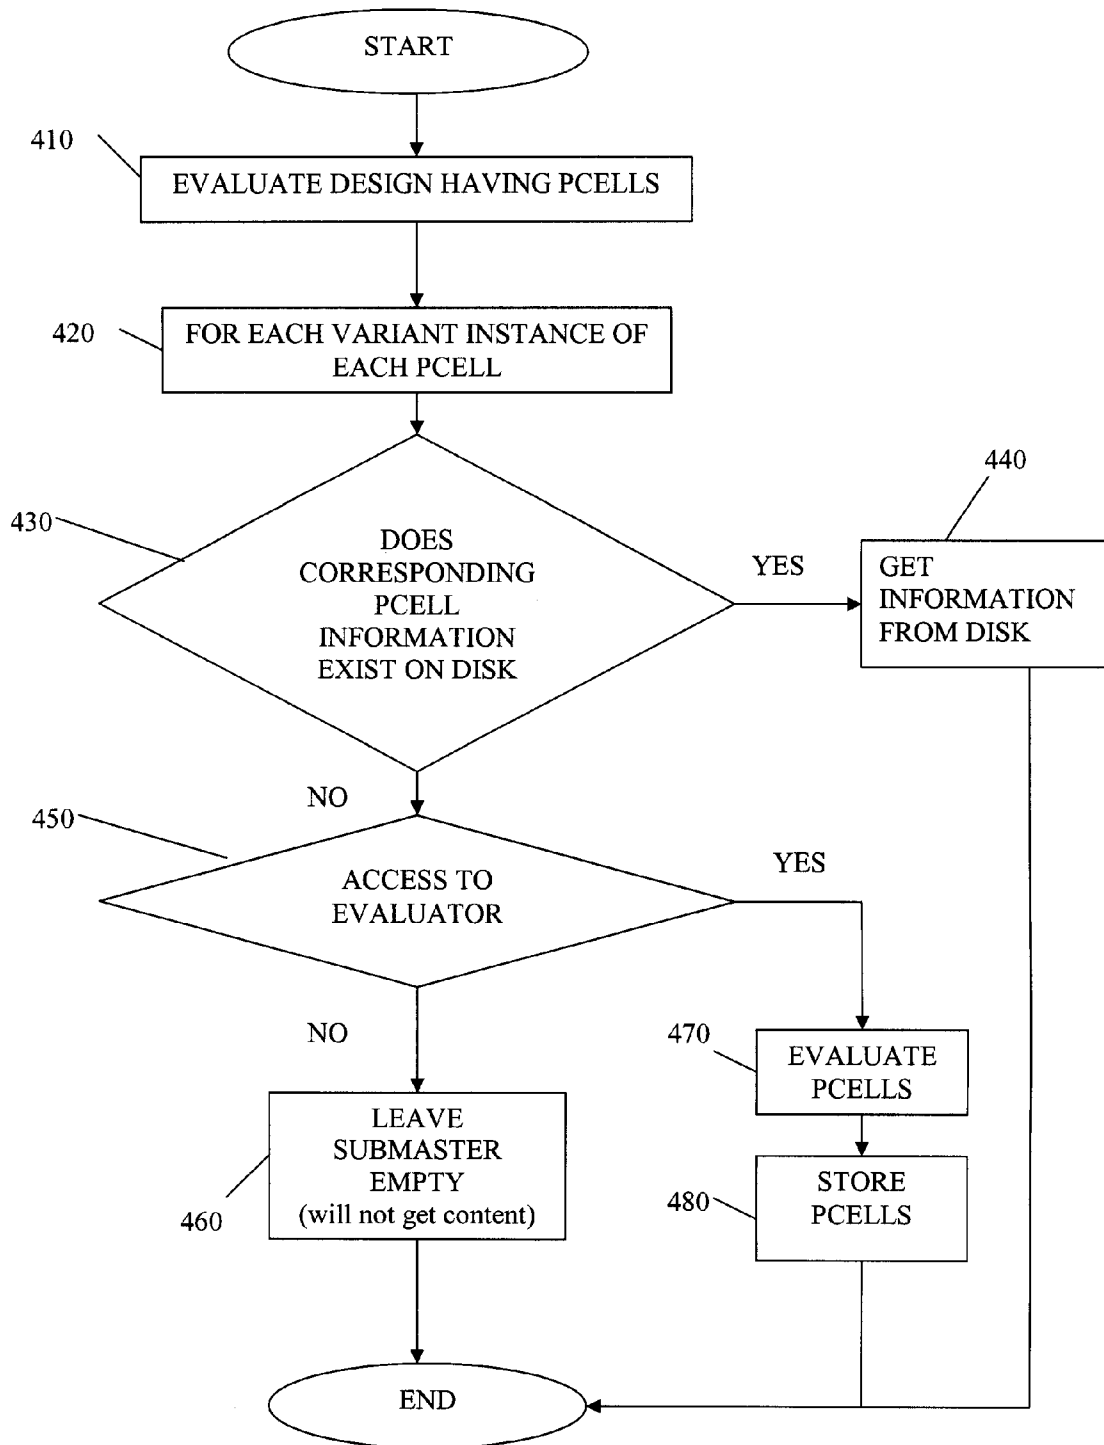 START
410
EVALUATE DESIGN HAVING PCELLS
420
FOR EACH VARIANT INSTANCE OF
EACH PCELL
440
430
DOES
CORRESPONDING
PCELL
INFORMATION
EXIST ON DISK
YES
GET
INFORMATION
FROM DISK
NO
450
ACCESS TO
EVALUATOR
YES
NO
470
EVALUATE
PCELLS
LEAVE
SUBMASTER
EMPTY
(will not get content)
460
480
STORE
PCELLS
END